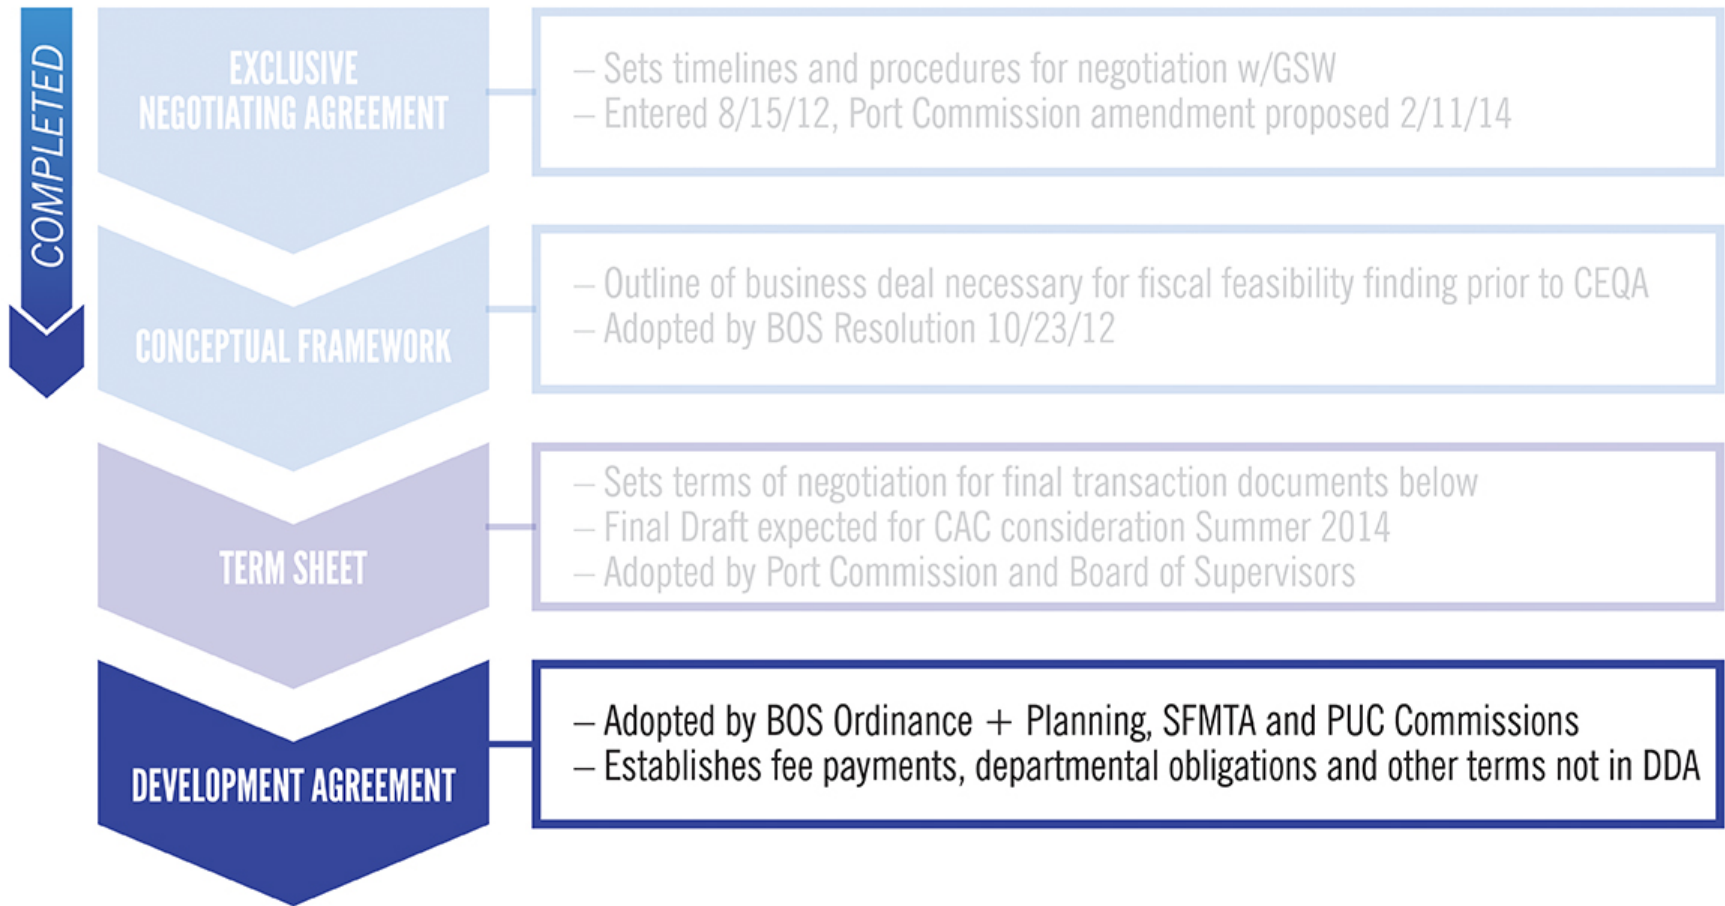 COMPLETED
EXCLUSIVE
NEGOTIATING AGREEMENT
– Sets timelines and procedures for negotiation w/GSW
– Entered 8/15/12, Port Commission amendment proposed 2/11/14
CONCEPTUAL FRAMEWORK
– Outline of business deal necessary for fiscal feasibility finding prior to CEQA
– Adopted by BOS Resolution 10/23/12
TERM SHEET
– Sets terms of negotiation for final transaction documents below
– Final Draft expected for CAC consideration Summer 2014
– Adopted by Port Commission and Board of Supervisors
DEVELOPMENT AGREEMENT
– Adopted by BOS Ordinance + Planning, SFMTA and PUC Commissions
– Establishes fee payments, departmental obligations and other terms not in DDA